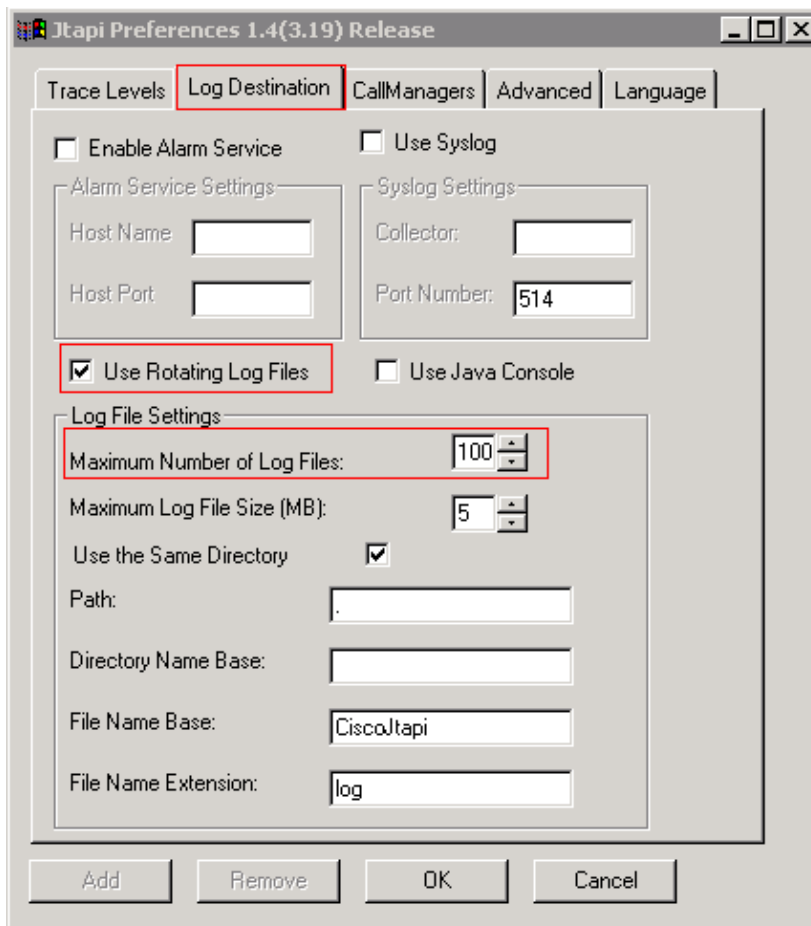 Jtapi Preferences 1.4(3.19) Release
Trace Levels Log Destination CallManagers Advanced Language
Enable Alarm Service Use Syslog
Alarm Service Settings Syslog Settings
Host Name Collector:
Host Port Port Number: 514
Use Rotating Log Files Use Java Console
Log File Settings
Maximum Number of Log Files: 100
Maximum Log File Size (MB): 5
Use the Same Directory
Path: .
Directory Name Base:
File Name Base: CiscoJtapi
File Name Extension: log
Add Remove OK Cancel